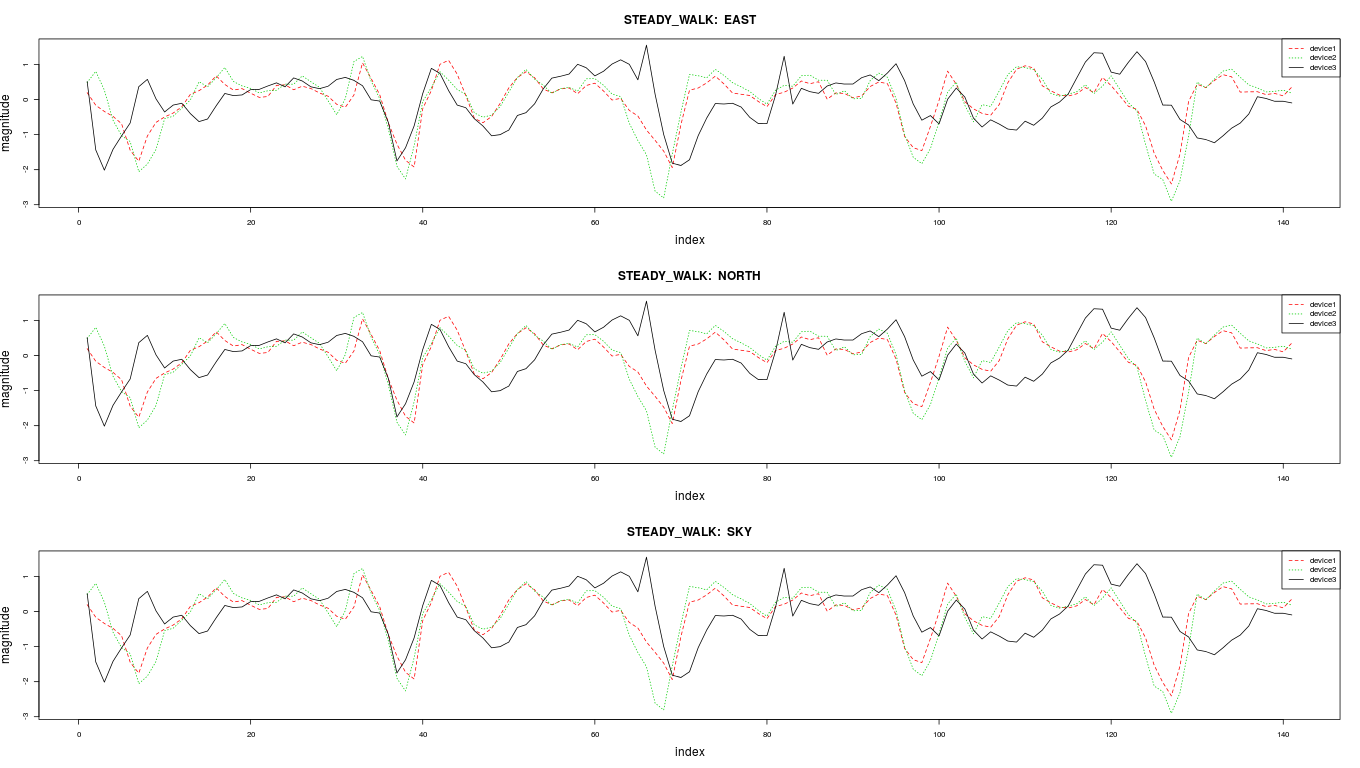 STEADY_WALK: EAST
device1
device2
device3
magnitude
1
0
-1
-2
-3
0 20 40 60 80 100 120 140
index
STEADY_WALK: NORTH
device1
device2
device3
magnitude
1
0
-1
-2
-3
0 20 40 60 80 100 120 140
index
STEADY_WALK: SKY
device1
device2
device3
magnitude
1
0
-1
-2
-3
0 20 40 60 80 100 120 140
index